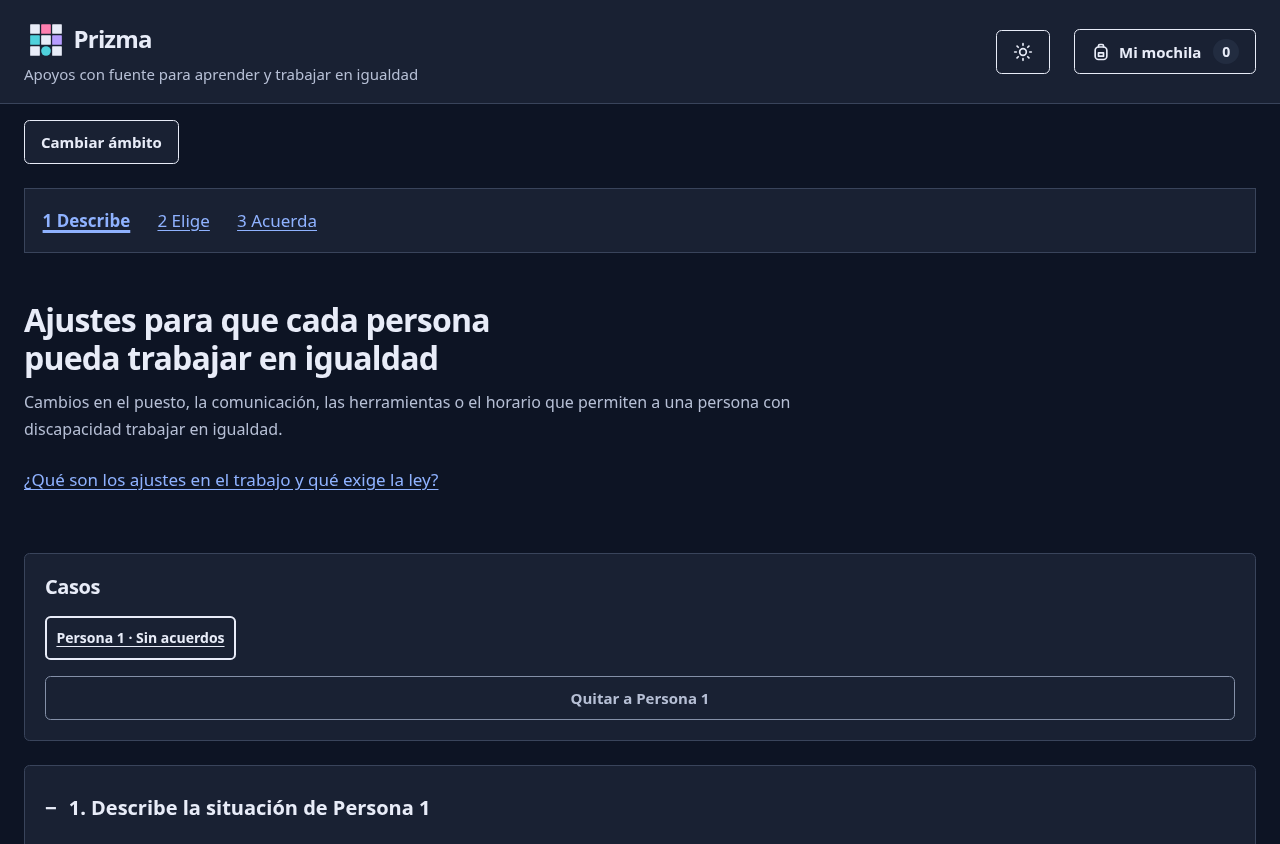 Prizma
Apoyos con fuente para aprender y trabajar en igualdad
Mi mochila 0
Cambiar ámbito
1 Describe 2 Elige 3 Acuerda
Ajustes para que cada persona
pueda trabajar en igualdad
Cambios en el puesto, la comunicación, las herramientas o el horario que permiten a una persona con
discapacidad trabajar en igualdad.
¿Qué son los ajustes en el trabajo y qué exige la ley?
Casos
Persona 1 · Sin acuerdos
Quitar a Persona 1
− 1. Describe la situación de Persona 1